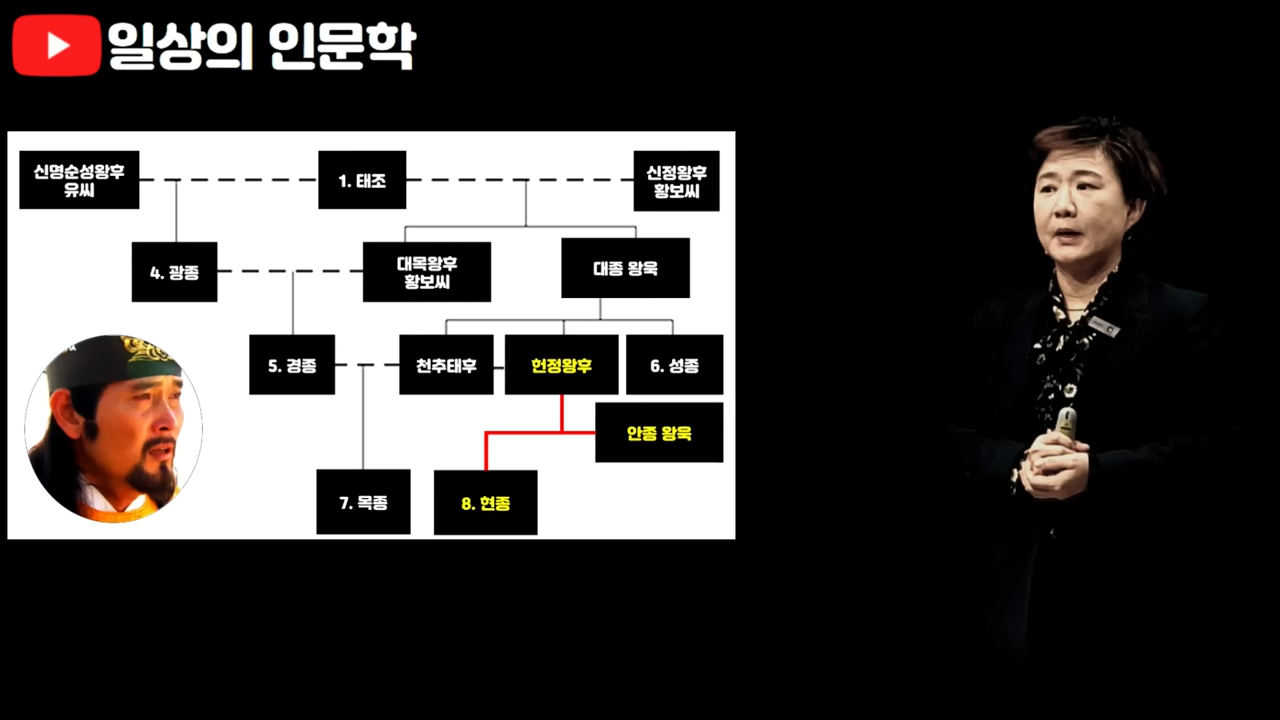 일상의 인문학
신명순성왕후
유씨
1. 태조
신정왕후
황보씨
4. 광종
대목왕후
황보씨
대종 왕욱
5. 경종
천추태후
헌정왕후
6. 성종
안종 왕욱
7. 목종
8. 현종